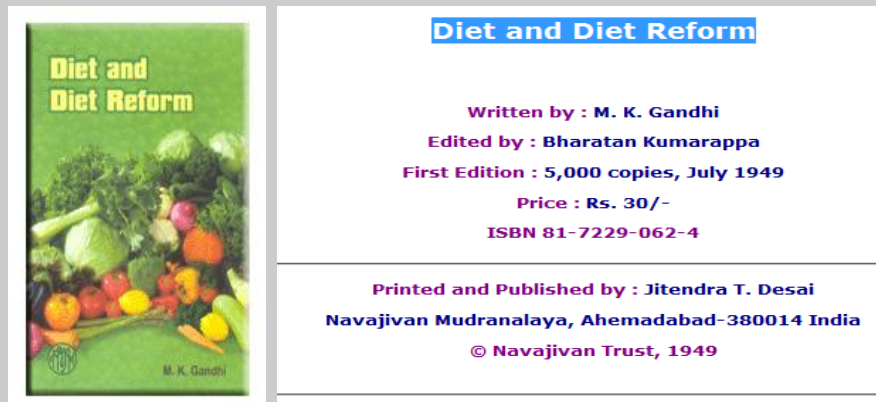 Diet and
Diet Reform
M. K. Gandhi
Diet and Diet Reform
Written by : M. K. Gandhi
Edited by : Bharatan Kumarappa
First Edition : 5,000 copies, July 1949
Price : Rs. 30/-
ISBN 81-7229-062-4
Printed and Published by : Jitendra T. Desai
Navajivan Mudranalaya, Ahemadabad-380014 India
© Navajivan Trust, 1949